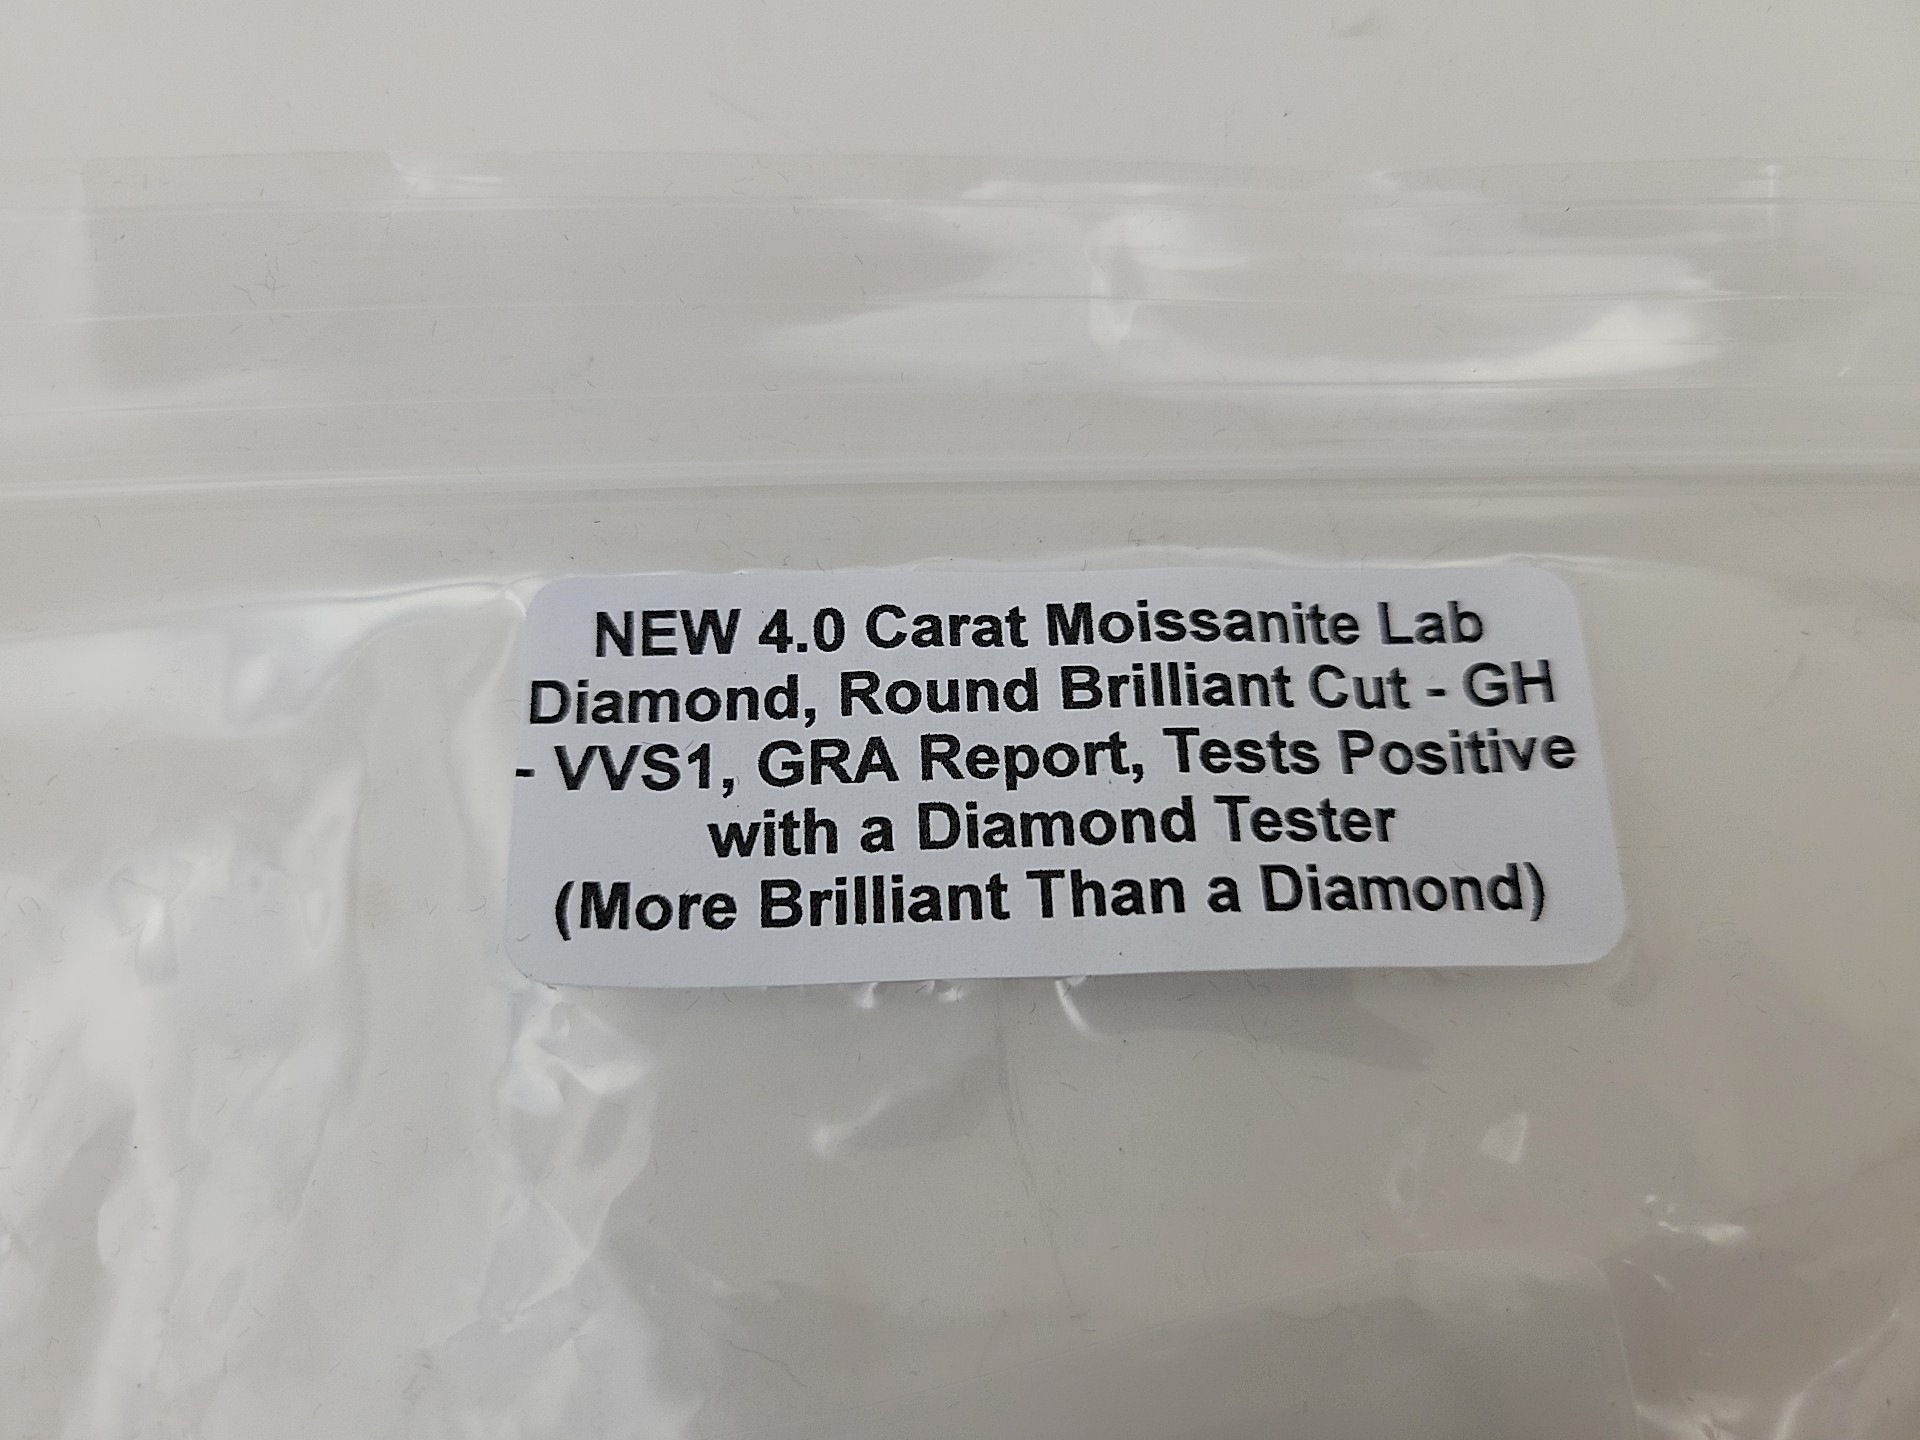 NEW 4.0 Carat Moissanite Lab
Diamond, Round Brilliant Cut - GH
- VVS1, GRA Report, Tests Positive
with a Diamond Tester
(More Brilliant Than a Diamond)